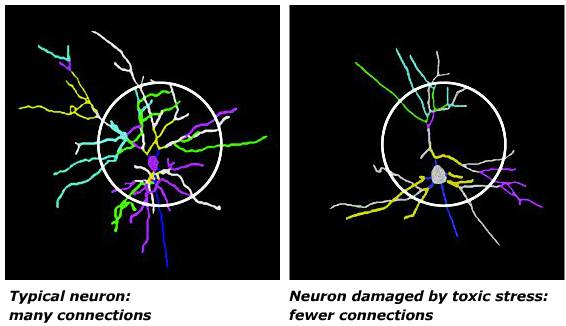 Typical neuron:
many connections
Neuron damaged by toxic stress:
fewer connections